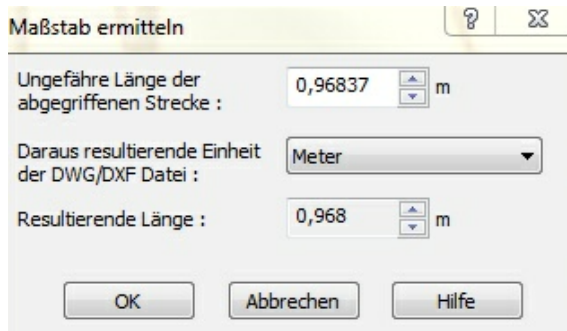 Maßstab ermitteln
Ungefähre Länge der
abgegriffenen Strecke :
0,96837 m
Daraus resultierende Einheit
der DWG/DXF Datei :
Meter
Resultierende Länge :
0,968 m
OK Abbrechen Hilfe